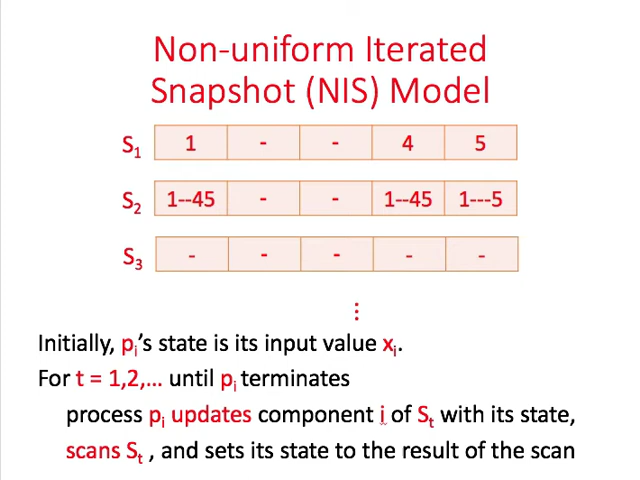 Non-uniform Iterated
Snapshot (NIS) Model
S₁ 1 - - 4 5
S₂ 1--45 - - 1--45 1---5
S₃ - - - - -
⋮
Initially, pᵢ's state is its input value xᵢ.
For t = 1,2,... until pᵢ terminates
process pᵢ updates component i of Sₜ with its state,
scans Sₜ , and sets its state to the result of the scan